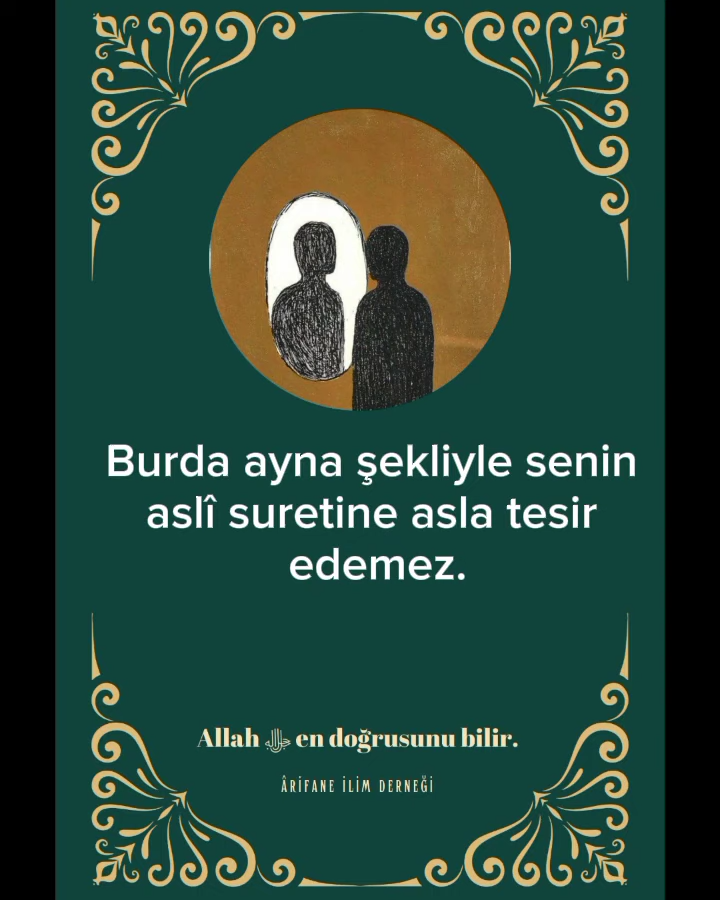 Burda ayna şekliyle senin
aslî suretine asla tesir
edemez.
Allah ﷻ en doğrusunu bilir.
ÂRİFANE İLİM DERNEĞİ